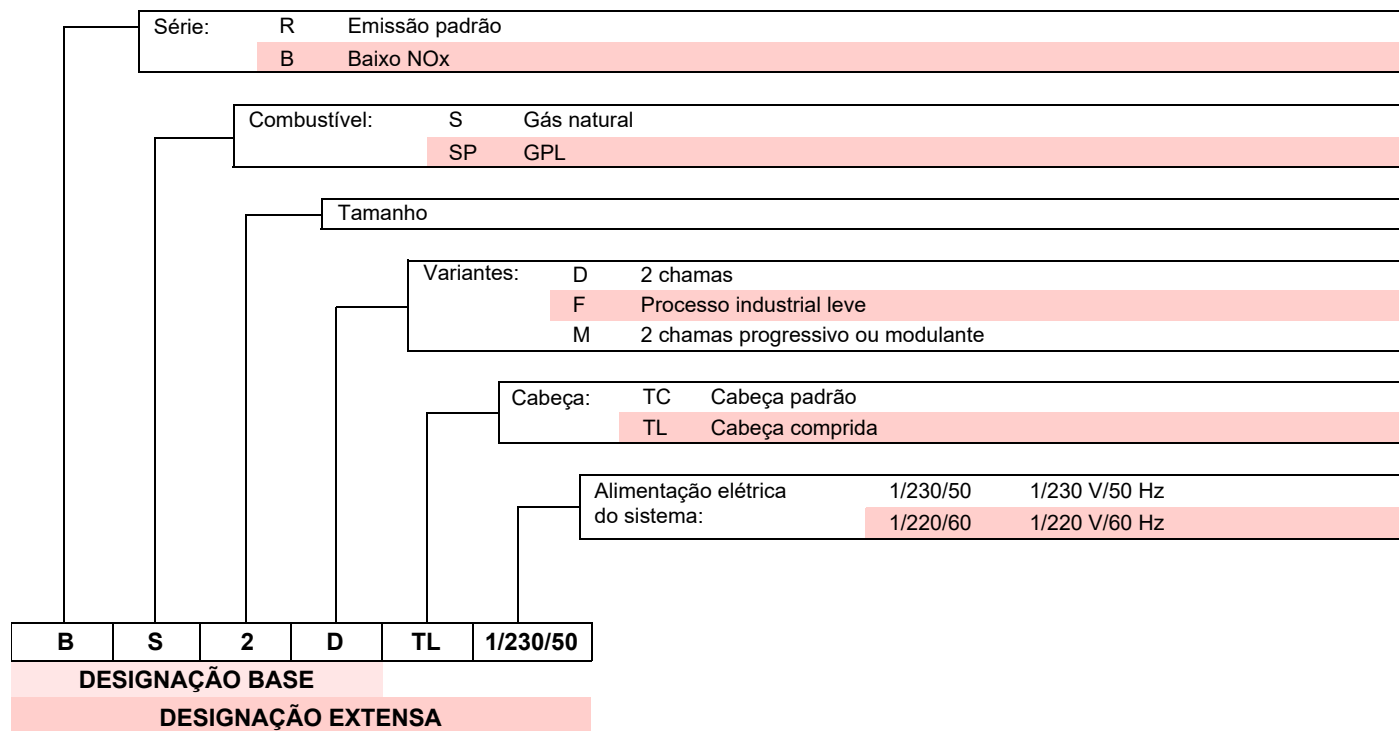 Série: R Emissão padrão
B Baixo NOx
Combustível: S Gás natural
SP GPL
Tamanho
Variantes: D 2 chamas
F Processo industrial leve
M 2 chamas progressivo ou modulante
Cabeça: TC Cabeça padrão
TL Cabeça comprida
Alimentação elétrica 1/230/50 1/230 V/50 Hz
do sistema: 1/220/60 1/220 V/60 Hz
B S 2 D TL 1/230/50
DESIGNAÇÃO BASE
DESIGNAÇÃO EXTENSA